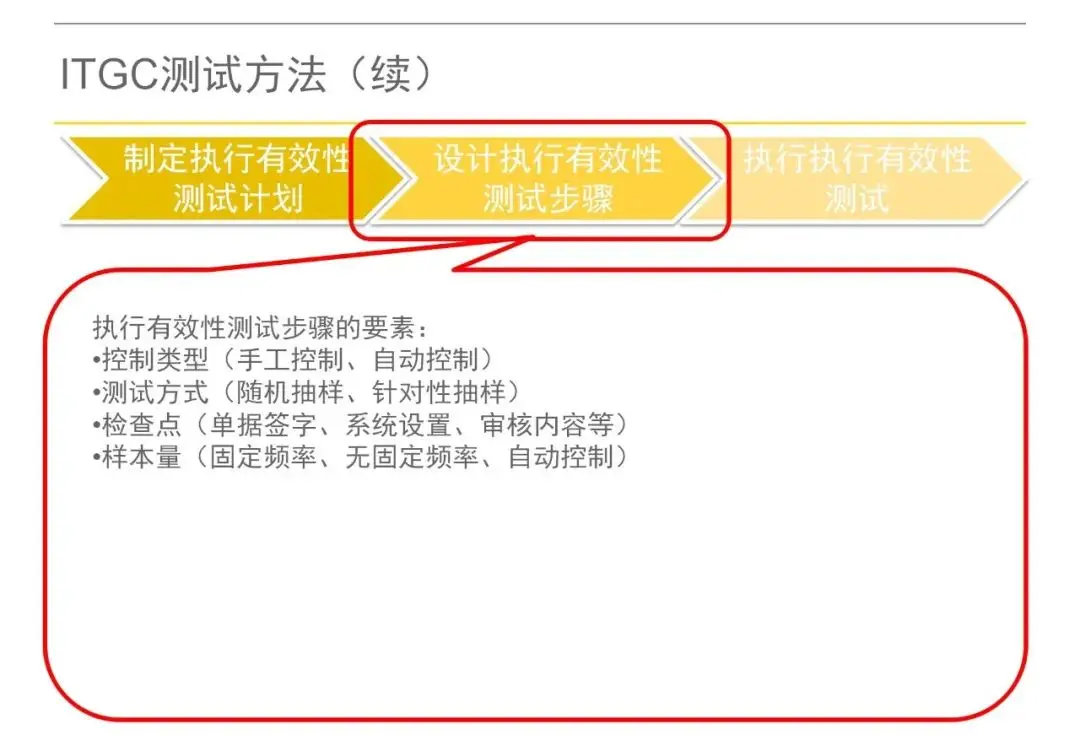 ITGC测试方法（续）
制定执行有效性
测试计划
设计执行有效性
测试步骤
执行执行有效性
测试
执行有效性测试步骤的要素：
•控制类型（手工控制、自动控制）
•测试方式（随机抽样、针对性抽样）
•检查点（单据签字、系统设置、审核内容等）
•样本量（固定频率、无固定频率、自动控制）